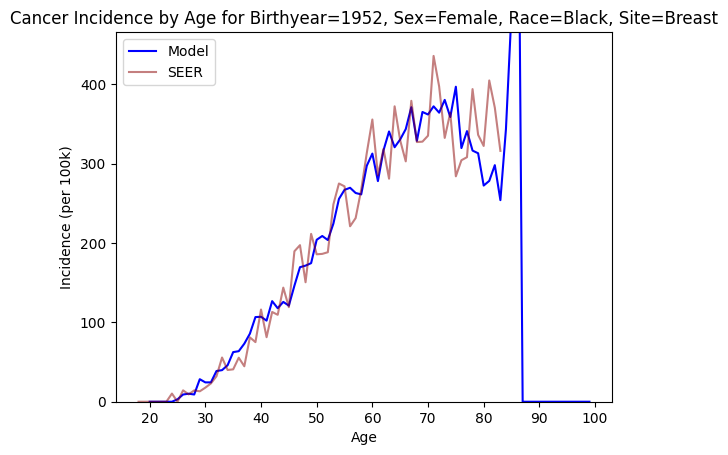 Cancer Incidence by Age for Birthyear=1952, Sex=Female, Race=Black, Site=Breast
Model
SEER
Incidence (per 100k)
400
300
200
100
0
20 30 40 50 60 70 80 90 100
Age